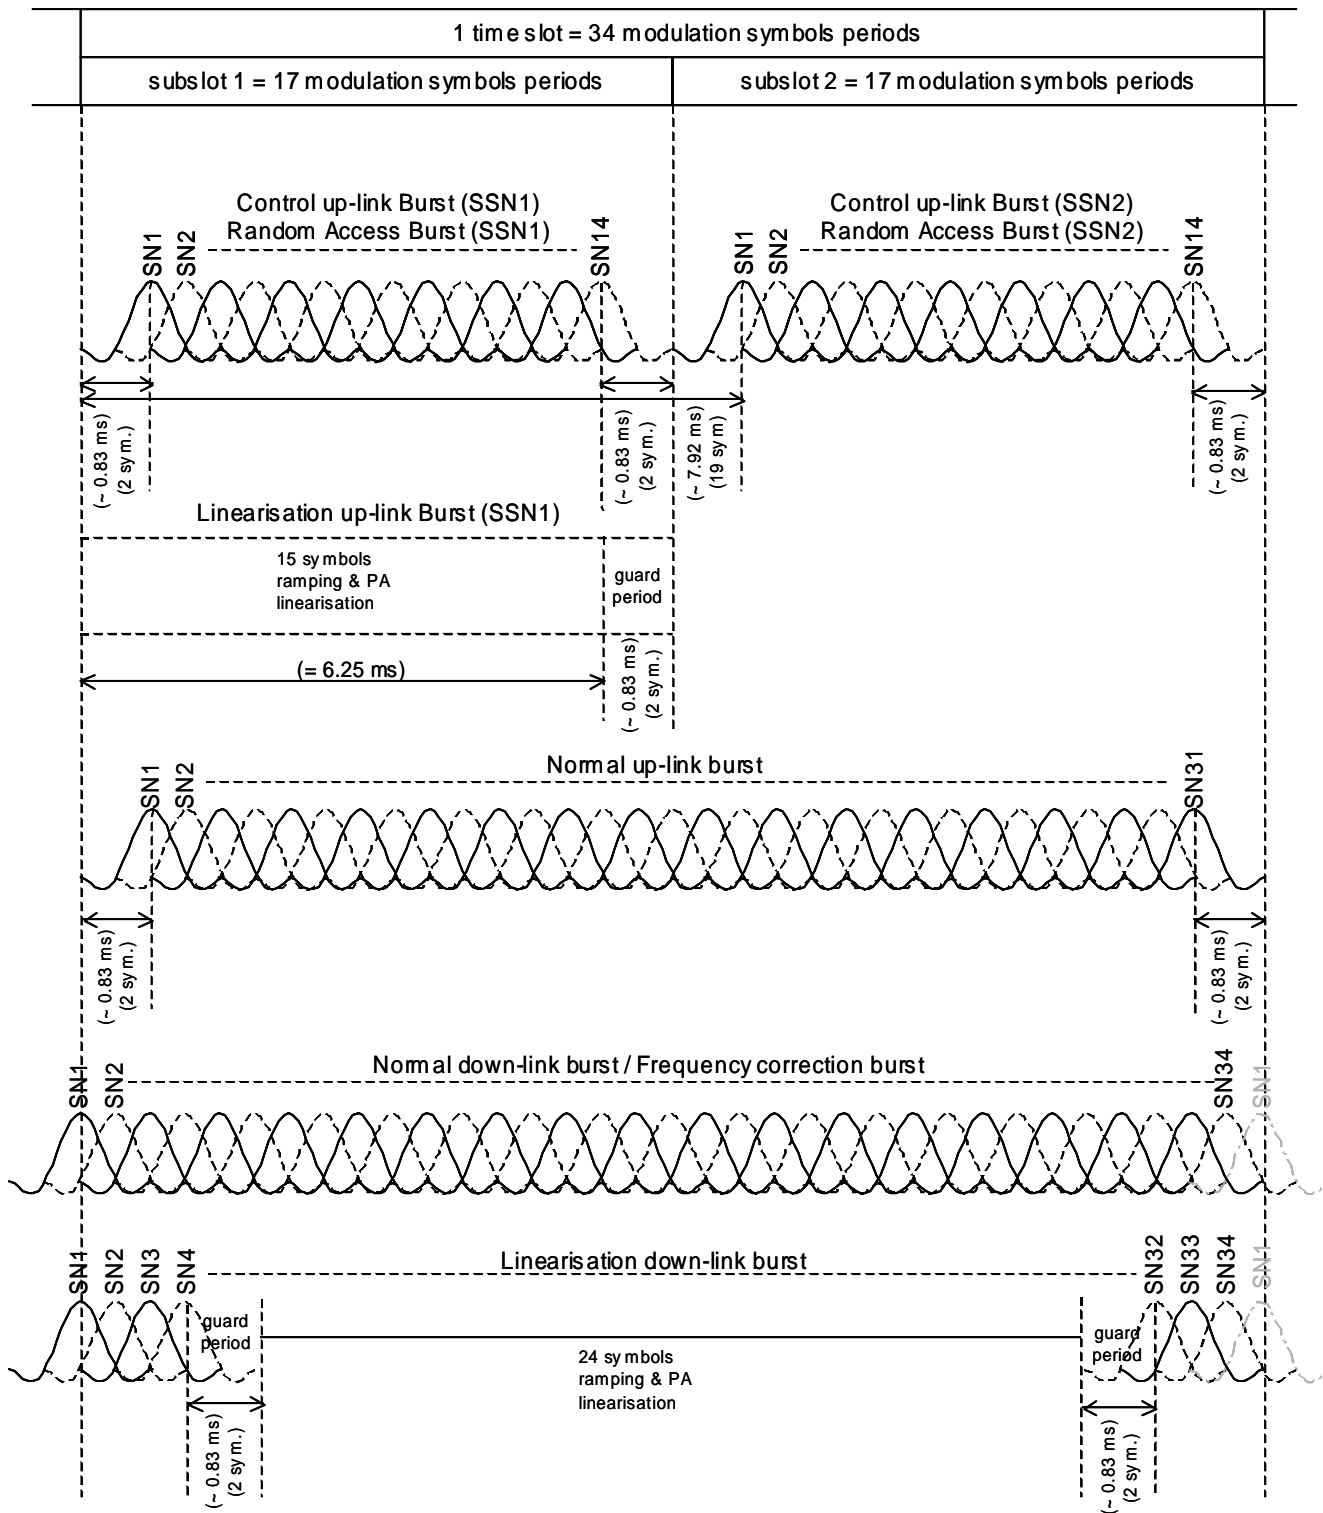 1 time slot = 34 modulation symbols periods
subslot 1 = 17 modulation symbols periods
subslot 2 = 17 modulation symbols periods
Control up-link Burst (SSN1)
Random Access Burst (SSN1)
Control up-link Burst (SSN2)
Random Access Burst (SSN2)
SN1
SN2
SN14
SN1
SN2
SN14
(~ 0.83 ms)
(2 sym.)
(~ 0.83 ms)
(2 sym.)
(~ 7.92 ms)
(19 sym)
(~ 0.83 ms)
(2 sym.)
Linearisation up-link Burst (SSN1)
15 symbols
ramping & PA
linearisation
guard
period
(= 6.25 ms)
(~ 0.83 ms)
(2 sym.)
Normal up-link burst
SN1
SN2
SN31
(~ 0.83 ms)
(2 sym.)
(~ 0.83 ms)
(2 sym.)
Normal down-link burst / Frequency correction burst
SN1
SN2
SN34
SN1
Linearisation down-link burst
SN1
SN2
SN3
SN4
SN32
SN33
SN34
SN1
guard
period
24 symbols
ramping & PA
linearisation
guard
period
(~ 0.83 ms)
(2 sym.)
(~ 0.83 ms)
(2 sym.)